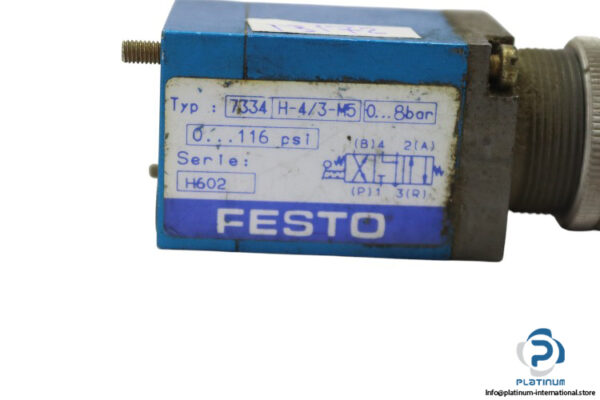 Typ : 7334 H-4/3-M5 0...8bar
0...116 psi
Serie:
H602
(B)4 2(A)
(P)1 3(R)
FESTO
PLATINUM
Info@platinum-international.store